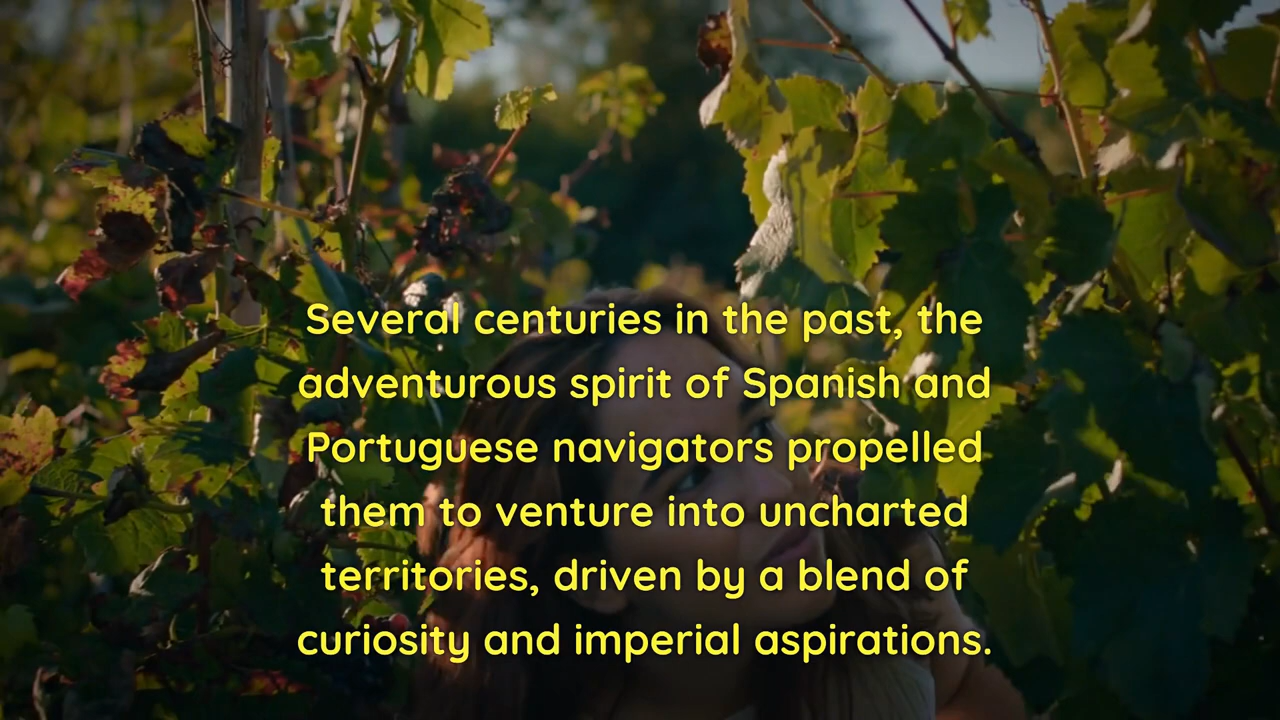 Several centuries in the past, the
adventurous spirit of Spanish and
Portuguese navigators propelled
them to venture into uncharted
territories, driven by a blend of
curiosity and imperial aspirations.